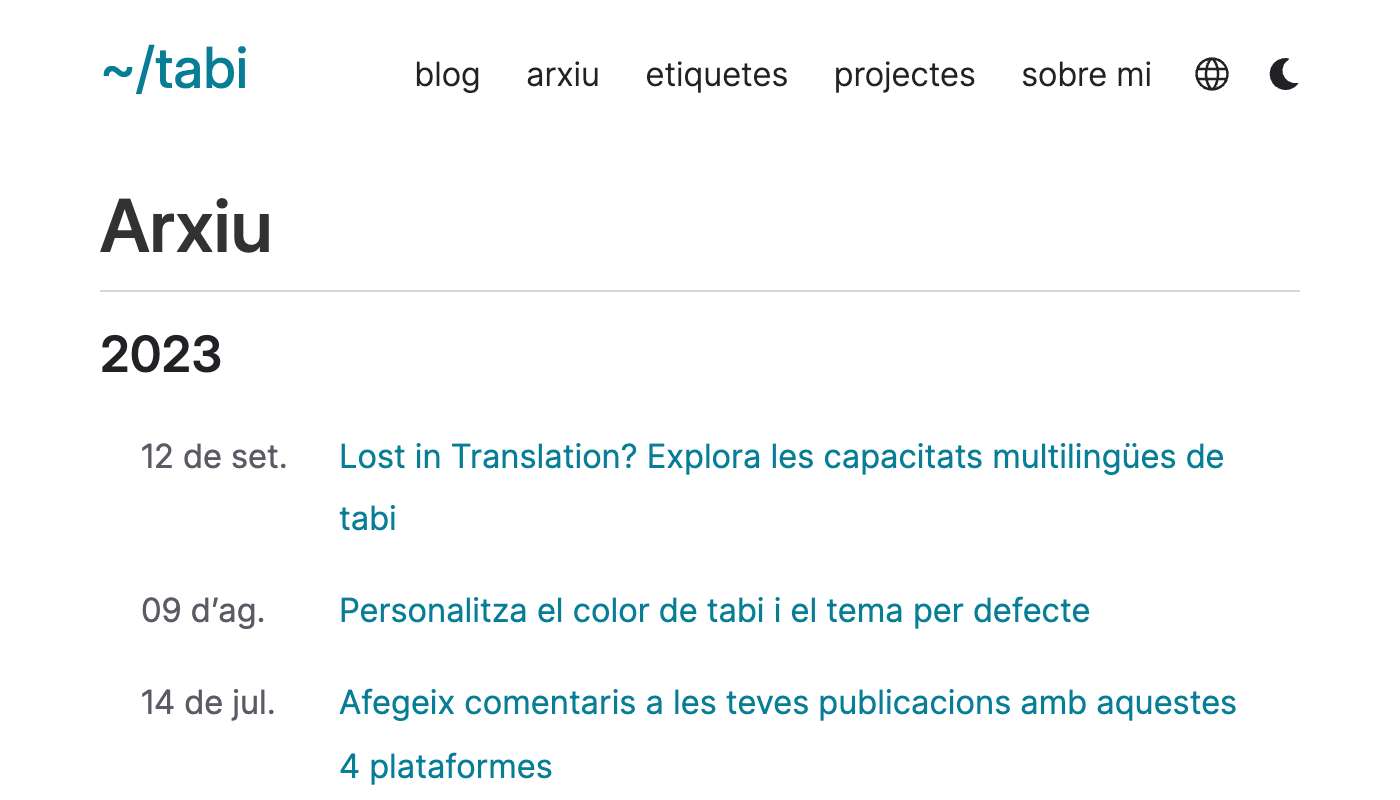 ~/tabi
blog arxiu etiquetes projectes sobre mi
Arxiu
2023
12 de set. Lost in Translation? Explora les capacitats multilingües de
tabi
09 d’ag. Personalitza el color de tabi i el tema per defecte
14 de jul. Afegeix comentaris a les teves publicacions amb aquestes
4 plataformes